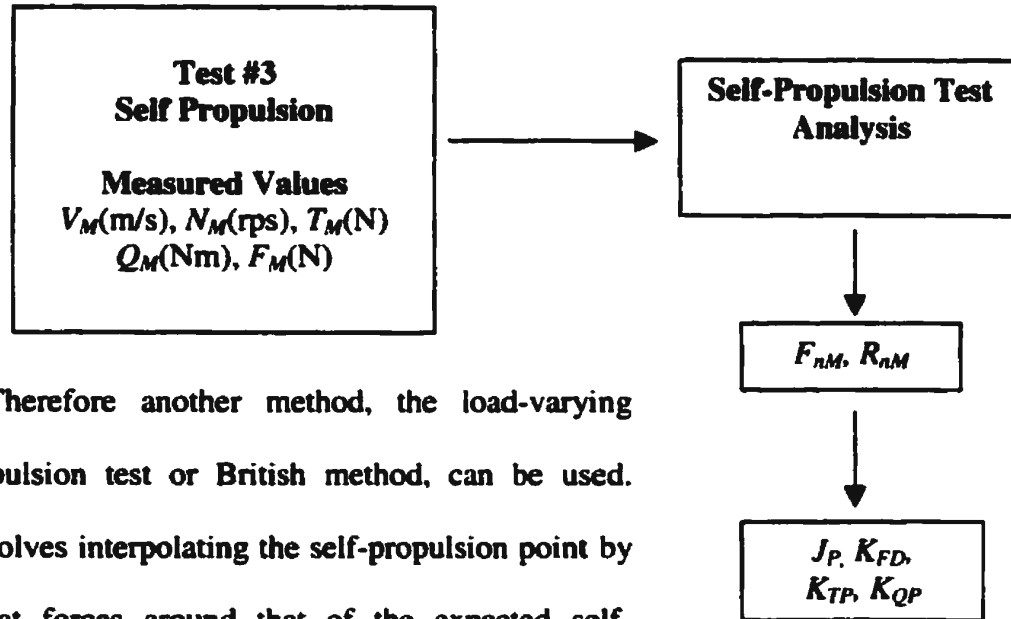 Test #3
Self Propulsion
Measured Values
V_M(m/s), N_M(rps), T_M(N)
Q_M(Nm), F_M(N)
Self-Propulsion Test
Analysis
F_nM, R_nM
J_P, K_FD,
K_TP, K_QP
Therefore another method, the load-varying
pulsion test or British method, can be used.
olves interpolating the self-propulsion point by
forces around that of the expected self-